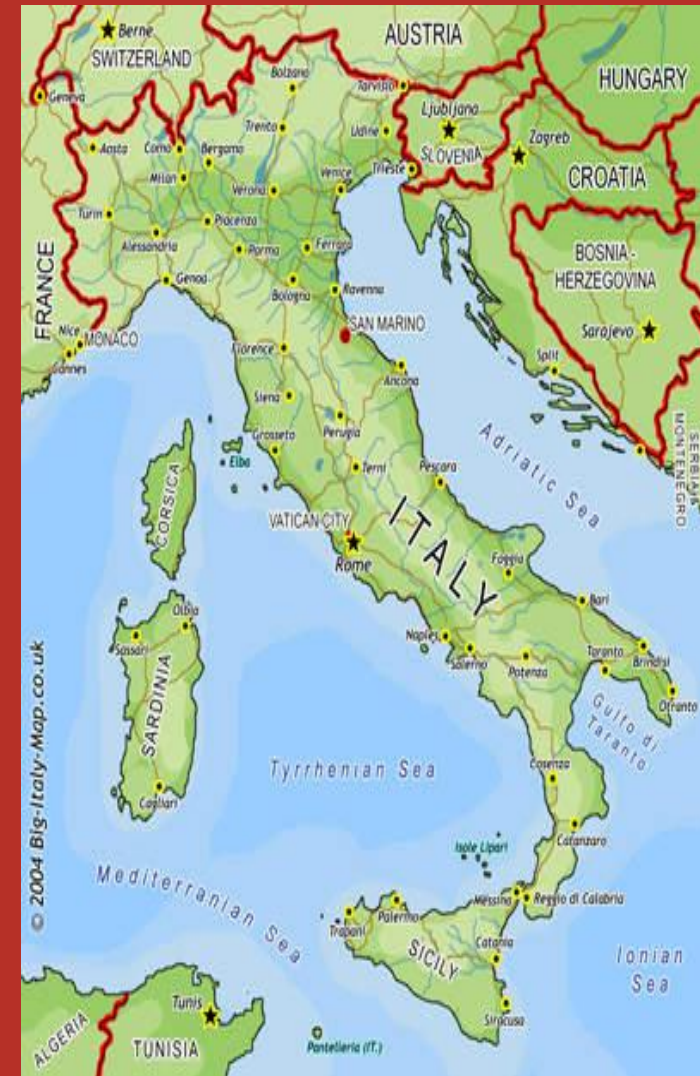 Berne
SWITZERLAND
AUSTRIA
HUNGARY
Geneva
Bolzano
Tarvisio
Ljubljana
SLOVENIA
Zagreb
CROATIA
Aosta
Como
Bergamo
Trento
Udine
Trieste
Milan
Verona
Venice
Turin
Piacenza
Alessandria
Parma
Ferrara
BOSNIA -
HERZEGOVINA
Genoa
Bologna
Ravenna
FRANCE
Nice
MONACO
Cannes
SAN MARINO
Sarajevo
Florence
Ancona
Split
Siena
Perugia
Grosseto
Elba
Terni
Pescara
Adriatic Sea
SERBIA &
MONTENEGRO
CORSICA
VATICAN CITY
Rome
ITALY
Foggia
Bari
Olbia
Sassari
SARDINIA
Naples
Salerno
Potenza
Taranto
Brindisi
Otranto
Gulfo di
Taranto
Tyrrhenian Sea
Cosenza
Cagliari
Catanzaro
Isole Lipari
Mediterranean Sea
Messina
Reggio di Calabria
Trapani
Palermo
SICILY
Catania
Ionian
Sea
Siracusa
Tunis
ALGERIA
TUNISIA
Pantelleria (IT.)
© 2004 Big-Italy-Map.co.uk